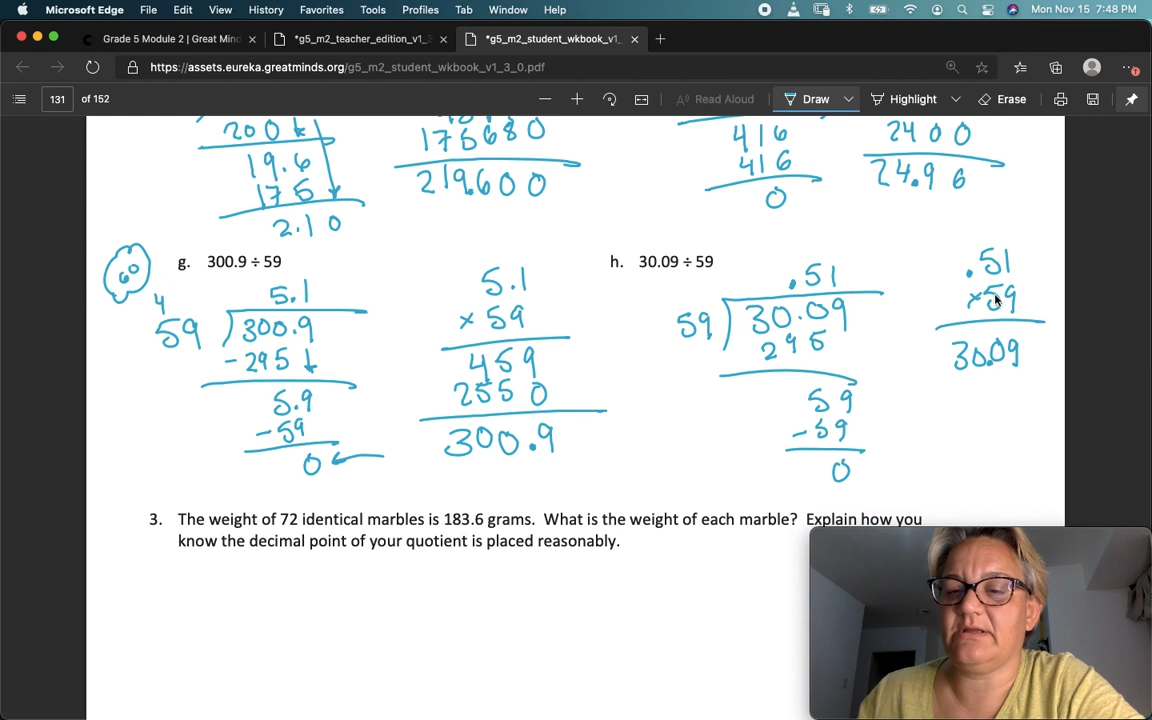 Microsoft Edge File Edit View History Favorites Tools Profiles Tab Window Help Mon Nov 15 7:48 PM
Grade 5 Module 2 | Great Mind *g5_m2_teacher_edition_v1_3 *g5_m2_student_wkbook_v1_
https://assets.eureka.greatminds.org/g5_m2_student_wkbook_v1_3_0.pdf
131 of 152 Read Aloud Draw Highlight Erase
200 175680 416 2400
19.6 416 24.96
175 219.600 0
2.10
60 g. 300.9 ÷ 59 h. 30.09 ÷ 59
5.1 5.1 .51 .51
4
59 300.9 × 59 59 30.09 ×59
-295 459 295 30.09
5.9 2550 59
-59 300.9 -59
0 0
3. The weight of 72 identical marbles is 183.6 grams. What is the weight of each marble? Explain how you
know the decimal point of your quotient is placed reasonably.